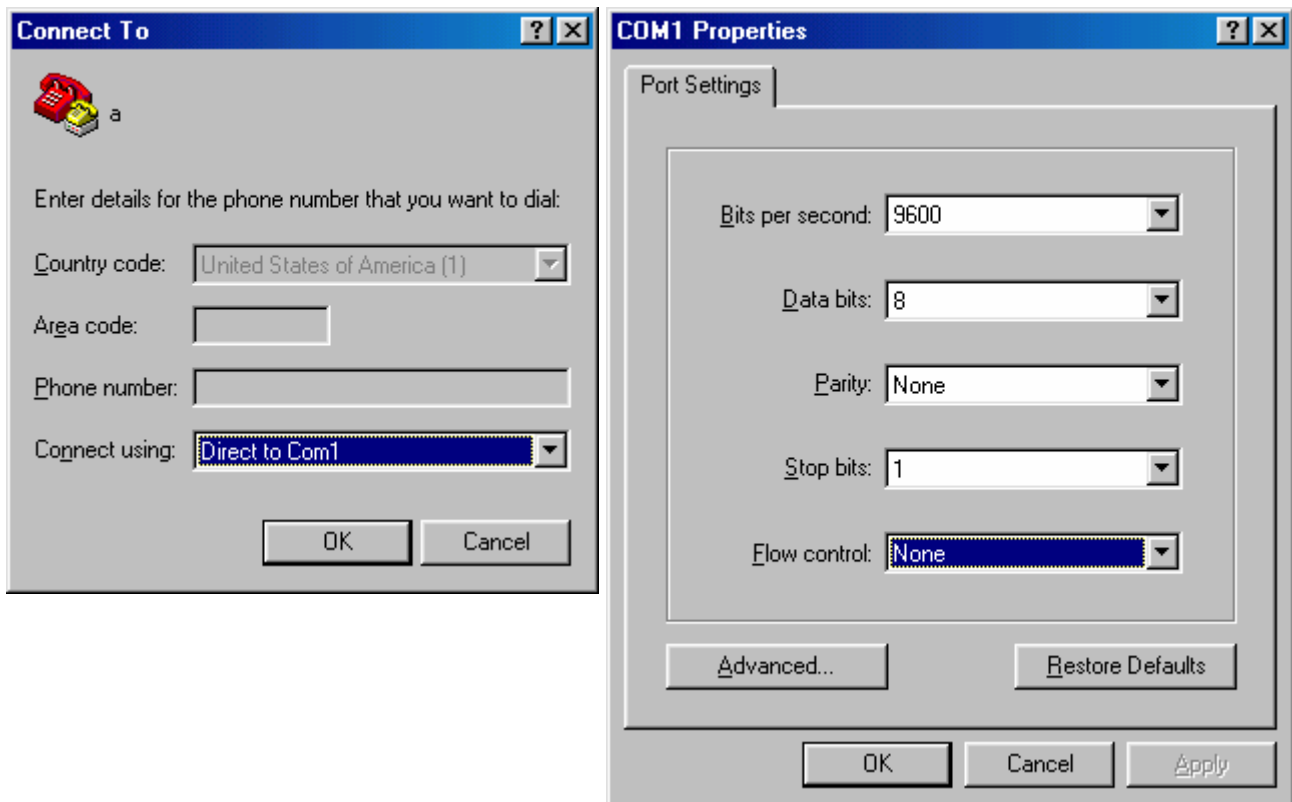 Connect To
a
Enter details for the phone number that you want to dial:
Country code: United States of America (1)
Area code:
Phone number:
Connect using: Direct to Com1
OK Cancel
COM1 Properties
Port Settings
Bits per second: 9600
Data bits: 8
Parity: None
Stop bits: 1
Flow control: None
Advanced... Restore Defaults
OK Cancel Apply